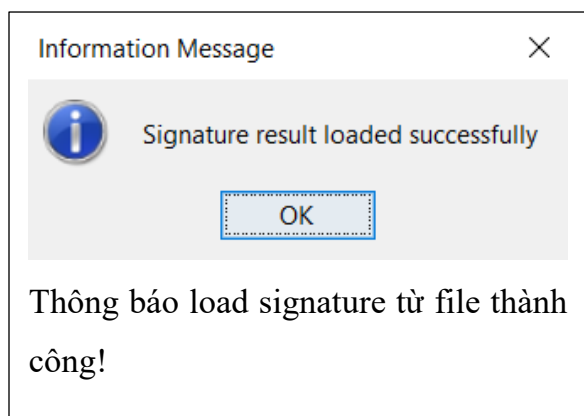 Information Message
Signature result loaded successfully
OK
Thông báo load signature từ file thành
công!